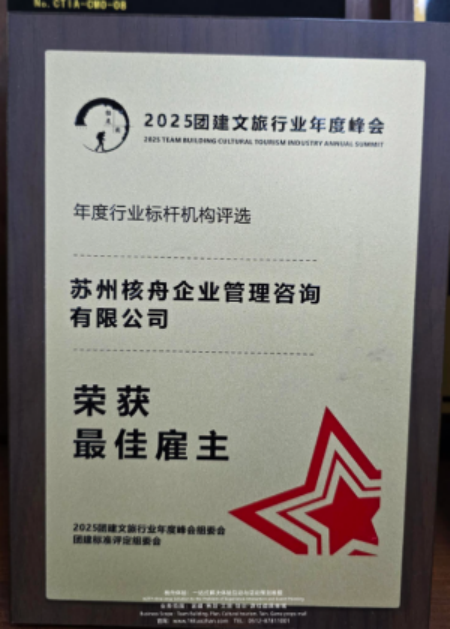 No.CTIA-CMO-08
2025团建文旅行业年度峰会
2025 TEAM BUILDING CULTURAL TOURISM INDUSTRY ANNUAL SUMMIT
年度行业标杆机构评选
苏州核舟企业管理咨询
有限公司
荣获
最佳雇主
2025团建文旅行业年度峰会组委会
团建标准评定组委会